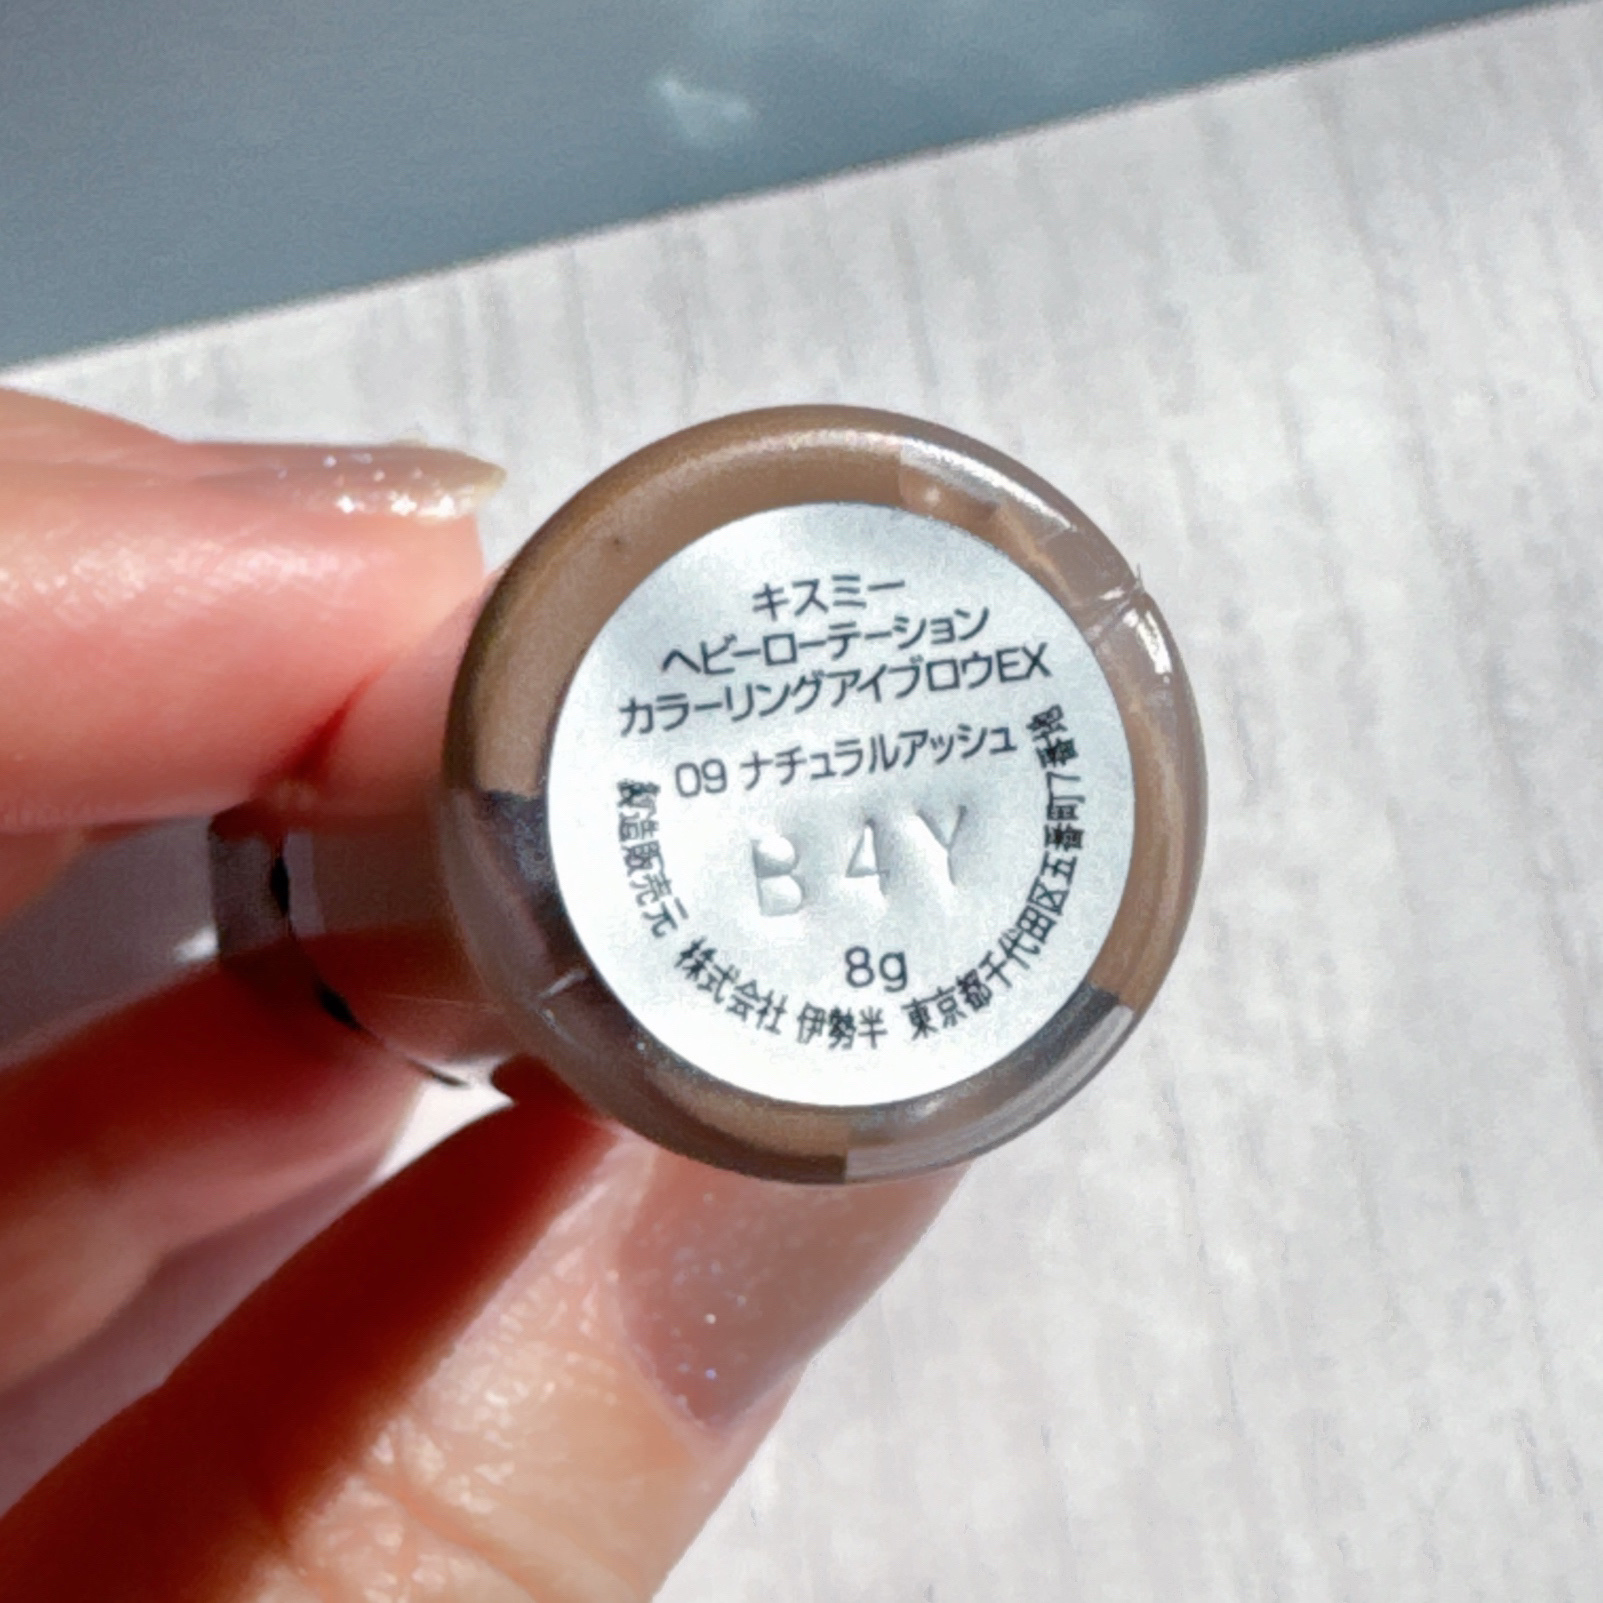 キスミー
ヘビーローテーション
カラーリングアイブロウEX
09 ナチュラルアッシュ
B4Y
8g
製造販売元 株式会社 伊勢半 東京都千代田区五番町7番地